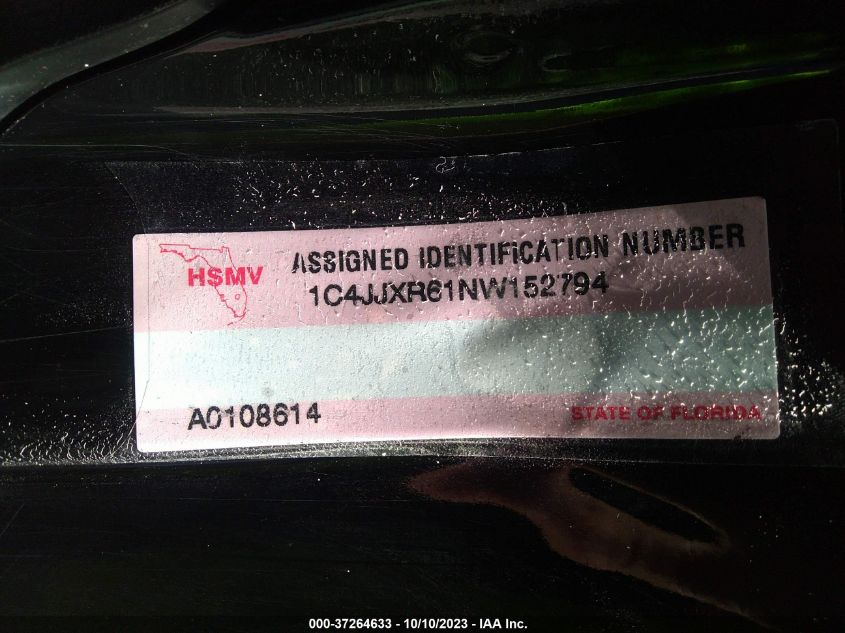 HSMV
ASSIGNED IDENTIFICATION NUMBER
1C4JJXR61NW152794
A0108614
STATE OF FLORIDA
000-37264633 - 10/10/2023 - IAA Inc.